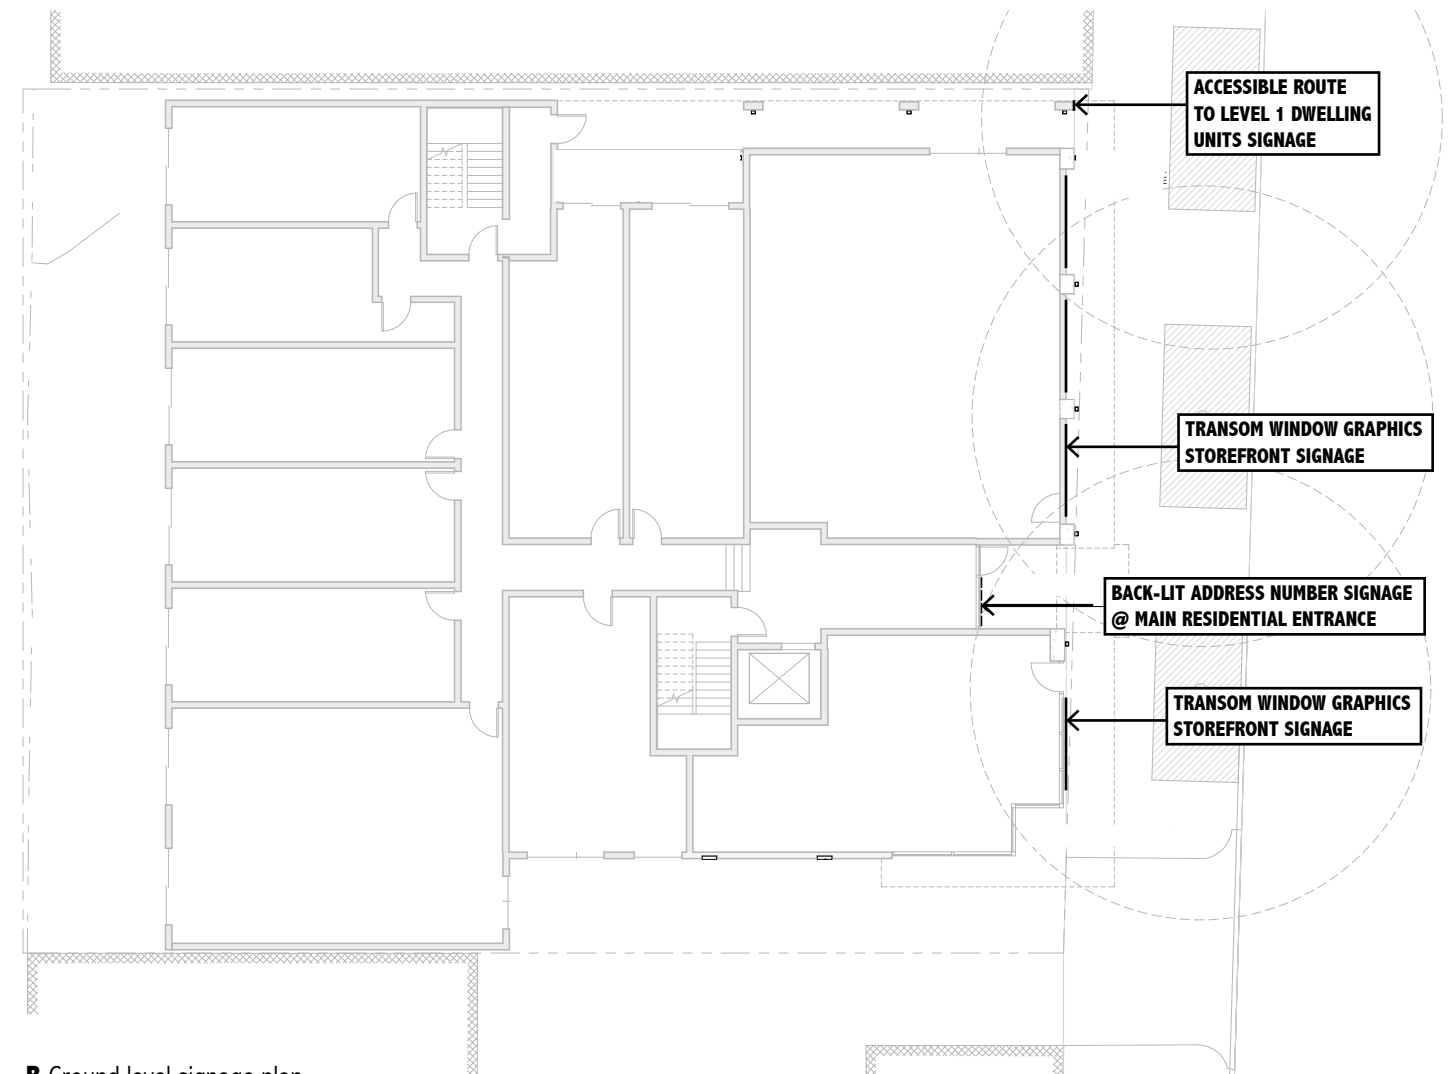 ACCESSIBLE ROUTE
TO LEVEL 1 DWELLING
UNITS SIGNAGE
TRANSOM WINDOW GRAPHICS
STOREFRONT SIGNAGE
BACK-LIT ADDRESS NUMBER SIGNAGE
@ MAIN RESIDENTIAL ENTRANCE
TRANSOM WINDOW GRAPHICS
STOREFRONT SIGNAGE
B Ground level signage plan